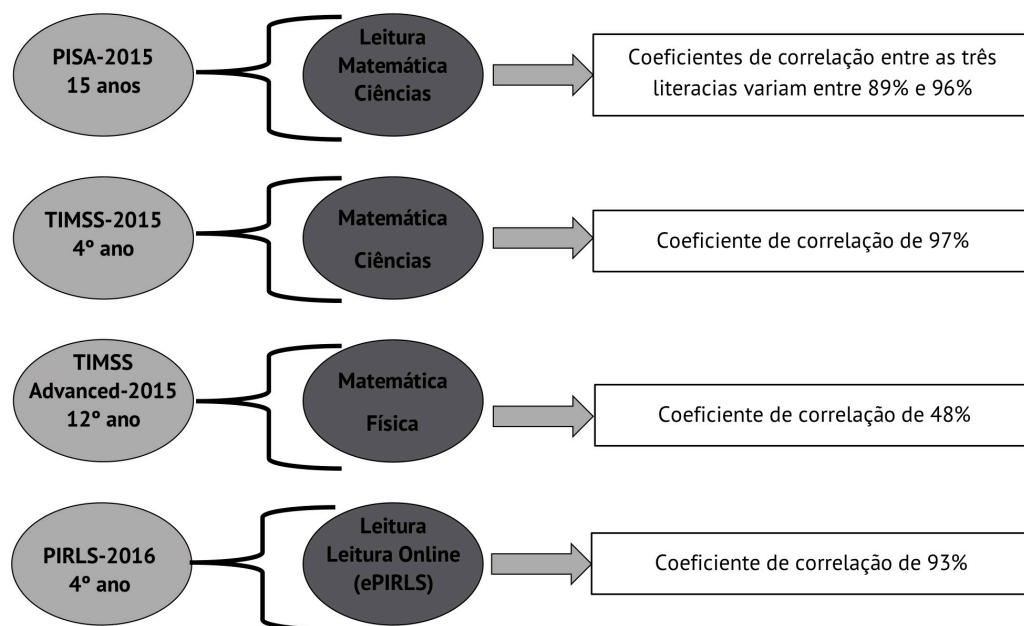 PISA-2015
15 anos
Leitura
Matemática
Ciências
Coeficientes de correlação entre as três
literacias variam entre 89% e 96%
TIMSS-2015
4º ano
Matemática
Ciências
Coeficiente de correlação de 97%
TIMSS
Advanced-2015
12º ano
Matemática
Física
Coeficiente de correlação de 48%
PIRLS-2016
4º ano
Leitura
Leitura Online
(ePIRLS)
Coeficiente de correlação de 93%